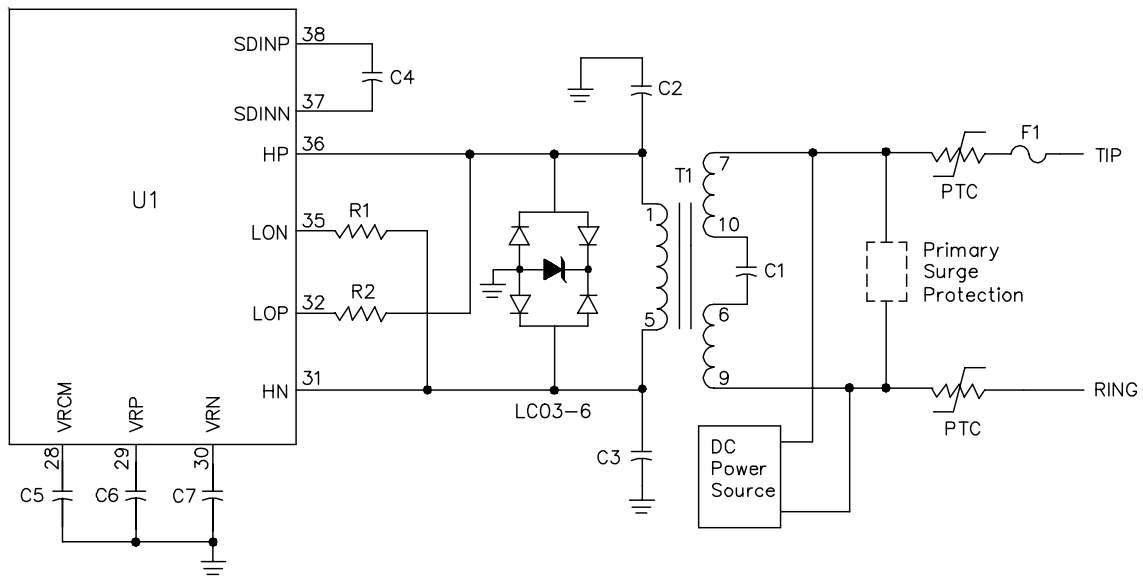 SDINP 38
C4
SDINN 37
C2
HP 36
F1
TIP
7
PTC
T1
U1
LON 35
R1
1
10
C1
Primary
Surge
Protection
LOP 32
R2
5
6
HN 31
9
RING
LC03-6
PTC
VRCM
VRP
VRN
28
29
30
C5
C6
C7
C3
DC
Power
Source